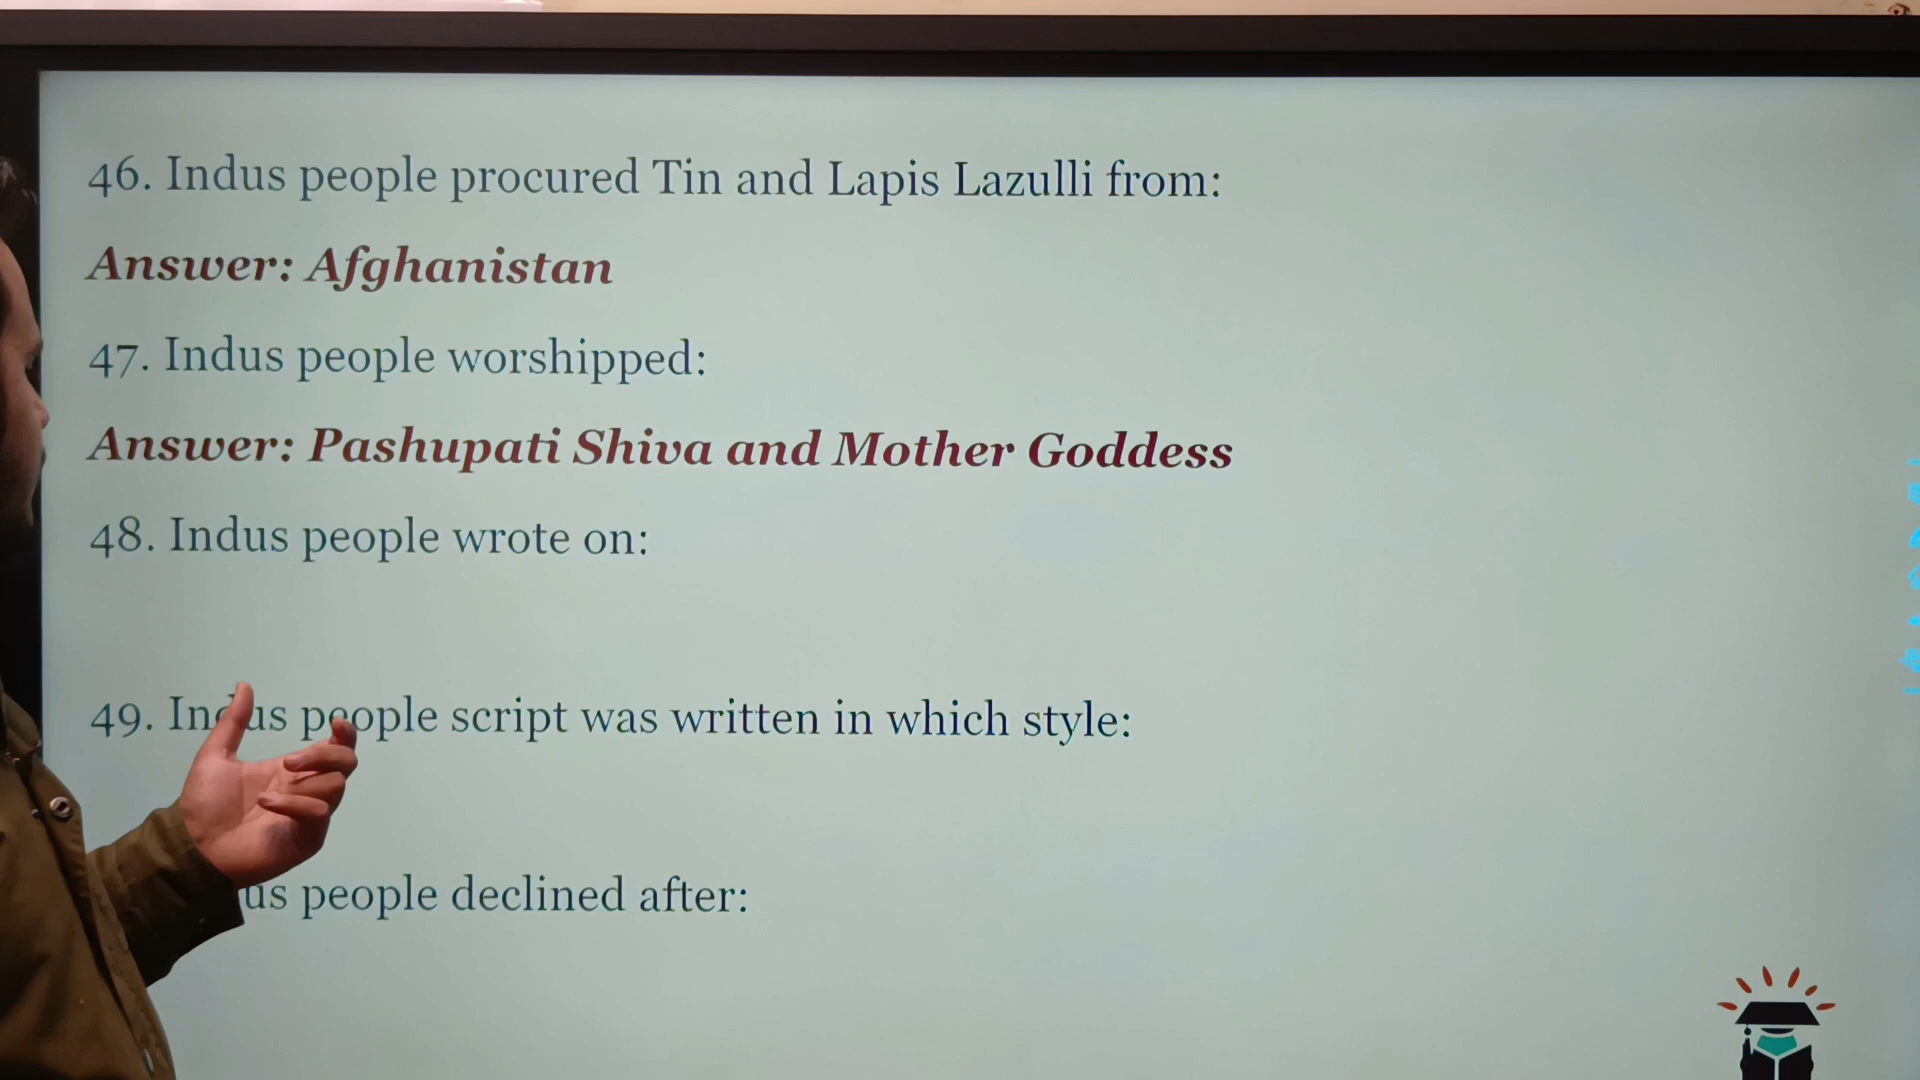 46. Indus people procured Tin and Lapis Lazulli from:
Answer: Afghanistan
47. Indus people worshipped:
Answer: Pashupati Shiva and Mother Goddess
48. Indus people wrote on:
49. Indus people script was written in which style:
people declined after: